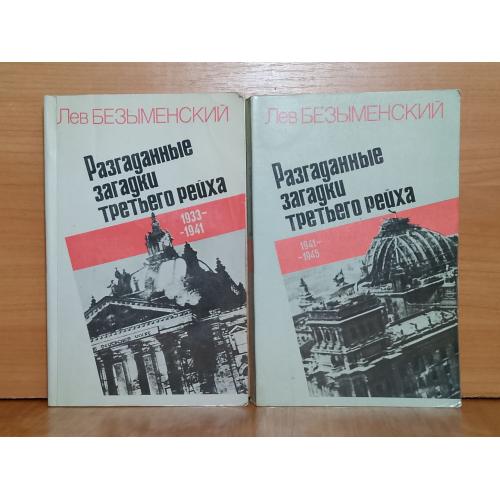 Лев БЕЗЫМЕНСКИЙ
Разгаданные
загадки
третьего рейха
1933–
-1941
Лев БЕЗЫМЕНСКИЙ
Разгаданные
загадки
третьего рейха
1941–
-1945